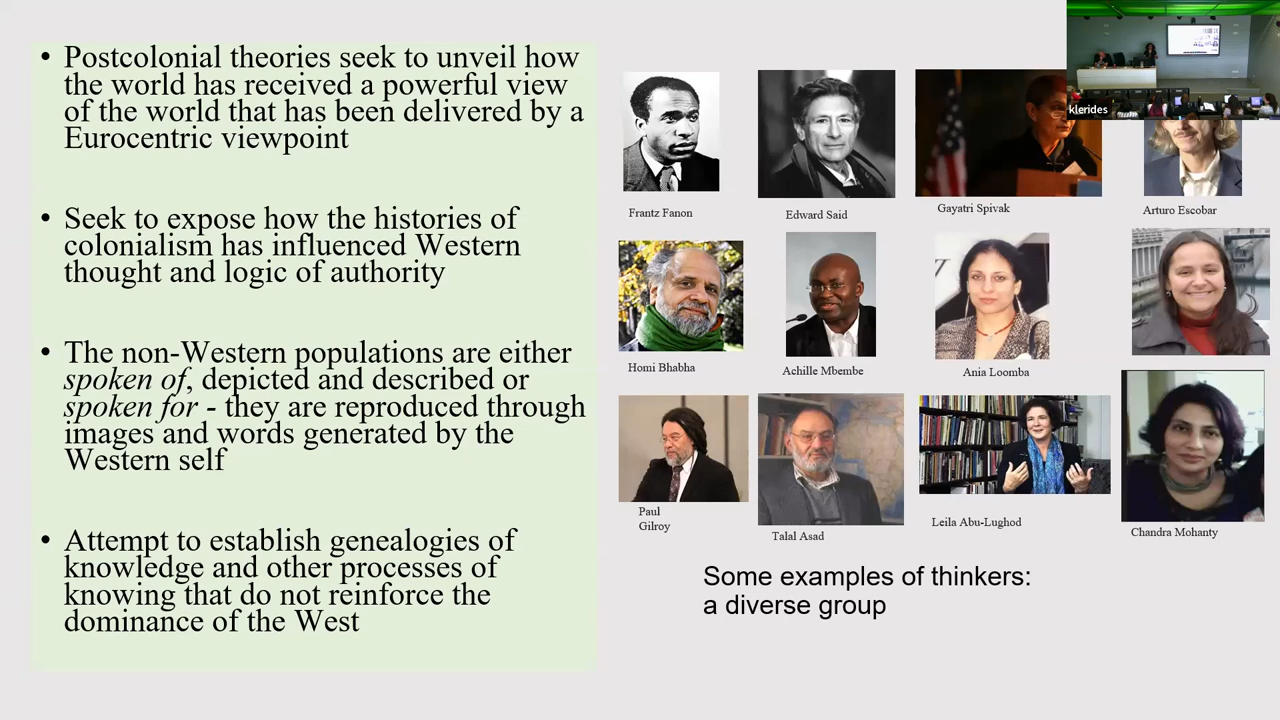 • Postcolonial theories seek to unveil how
the world has received a powerful view
of the world that has been delivered by a
Eurocentric viewpoint
• Seek to expose how the histories of
colonialism has influenced Western
thought and logic of authority
• The non-Western populations are either
spoken of, depicted and described or
spoken for - they are reproduced through
images and words generated by the
Western self
• Attempt to establish genealogies of
knowledge and other processes of
knowing that do not reinforce the
dominance of the West
klerides
Frantz Fanon
Edward Said
Gayatri Spivak
Arturo Escobar
Homi Bhabha
Achille Mbembe
Ania Loomba
Paul
Gilroy
Talal Asad
Leila Abu-Lughod
Chandra Mohanty
Some examples of thinkers:
a diverse group